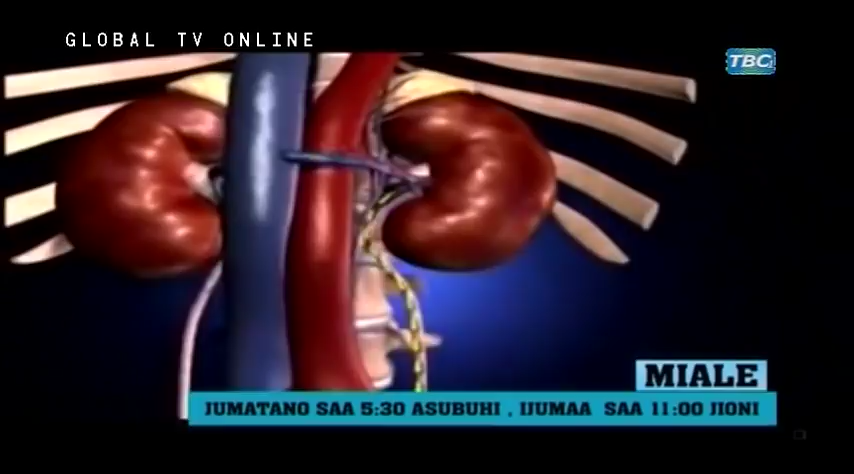 GLOBAL TV ONLINE
TBC
MIALE
JUMATANO SAA 5:30 ASUBUHI , IJUMAA SAA 11:00 JIONI